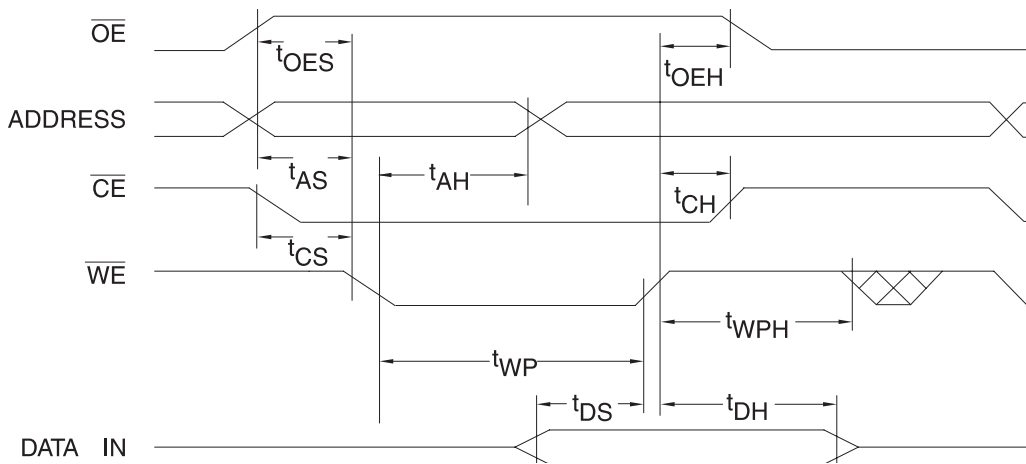 OE
tOES
tOEH
ADDRESS
tAS
tAH
CE
tCH
tCS
WE
tWPH
tWP
tDS
tDH
DATA IN